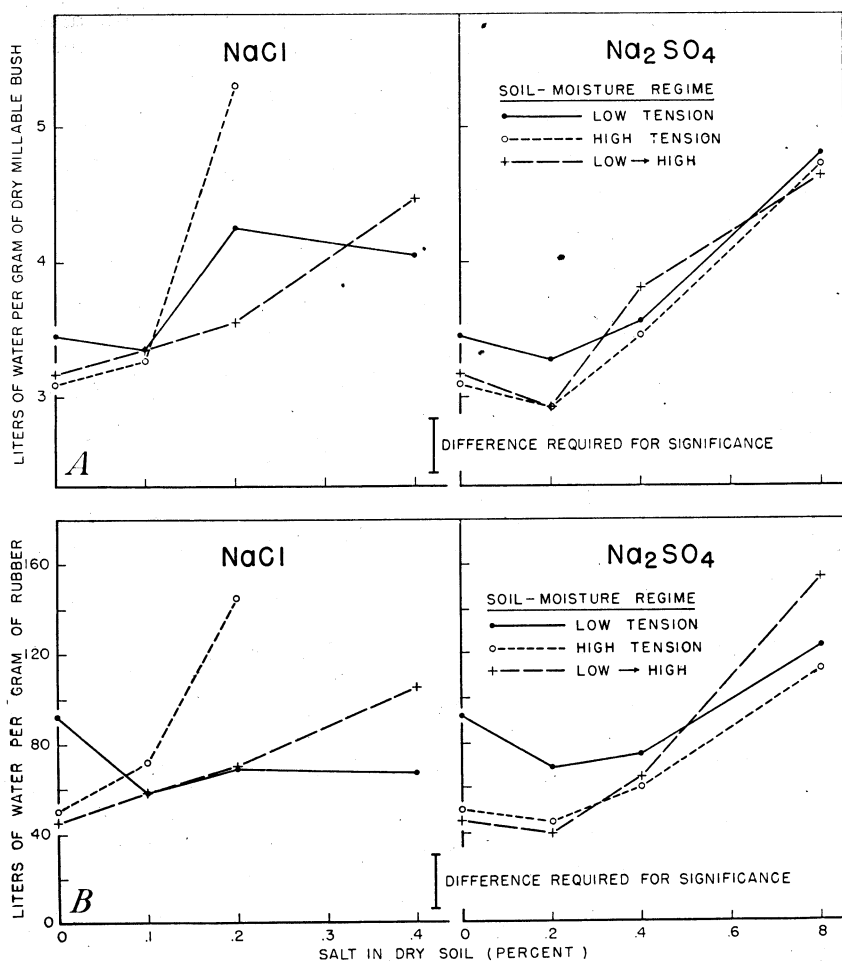 LITERS OF WATER PER GRAM OF DRY MILLABLE BUSH
NaCl
5
4
3
A
Na2SO4
SOIL-MOISTURE REGIME
LOW TENSION
HIGH TENSION
LOW → HIGH
DIFFERENCE REQUIRED FOR SIGNIFICANCE
LITERS OF WATER PER GRAM OF RUBBER
NaCl
160
120
80
40
0
B
Na2SO4
SOIL-MOISTURE REGIME
LOW TENSION
HIGH TENSION
LOW → HIGH
DIFFERENCE REQUIRED FOR SIGNIFICANCE
0 .1 .2 .3 .4 0 .2 .4 .6 .8
SALT IN DRY SOIL (PERCENT)